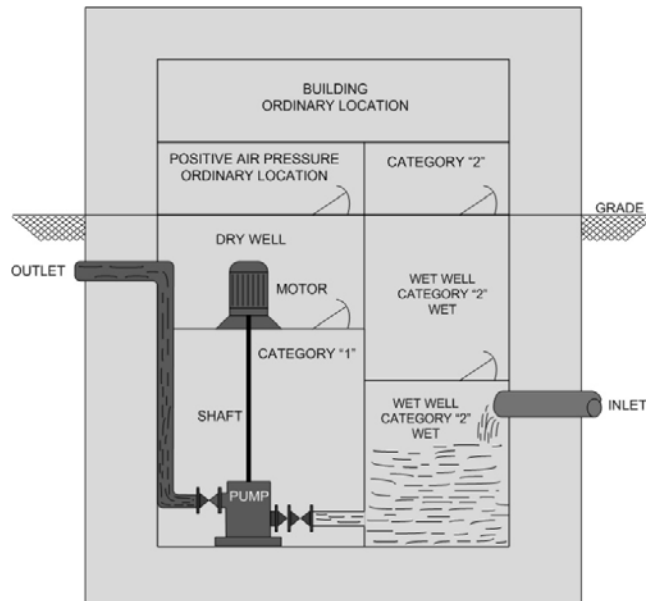 BUILDING
ORDINARY LOCATION
POSITIVE AIR PRESSURE
ORDINARY LOCATION
CATEGORY "2"
GRADE
DRY WELL
OUTLET
MOTOR
WET WELL
CATEGORY "2"
WET
CATEGORY "1"
SHAFT
WET WELL
CATEGORY "2"
WET
INLET
PUMP